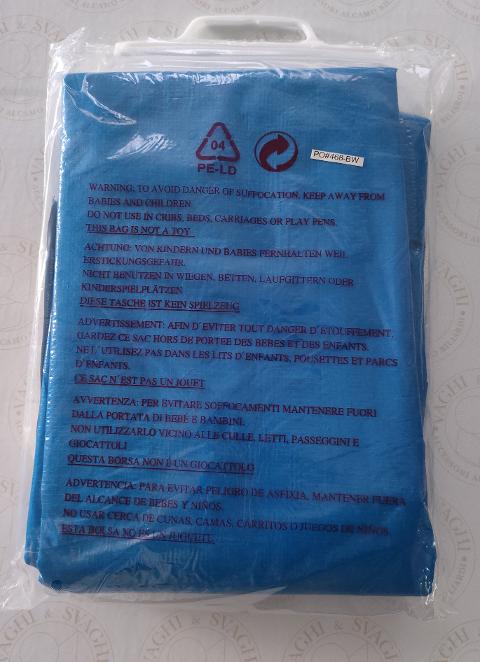 04
PE-LD
PO#468-BW
WARNING: TO AVOID DANGER OF SUFFOCATION, KEEP AWAY FROM
BABIES AND CHILDREN
DO NOT USE IN CRIBS, BEDS, CARRIAGES OR PLAY PENS.
THIS BAG IS NOT A TOY
ACHTUNG: VON KINDERN UND BABIES FERNHALTEN WEIL
ERSTICKUNGSGEFAHR.
NICHT BENUTZEN IN WIEGEN, BETTEN, LAUFGITTERN ODER
KINDERSPIELPLÄTZEN
DIESE TASCHE IST KEIN SPIELZEUG
ADVERTISSEMENT: AFIN D´EVITER TOUT DANGER D´ETOUFFEMENT,
GARDEZ CE SAC HORS DE PORTEE DES BEBES ET DES ENFANTS.
NE L´UTILISEZ PAS DANS LES LITS D´ENFANTS, POUSETTES ET PARCS
D´ENFANTS.
CE SAC N´EST PAS UN JOUET
AVVERTENZA: PER EVITARE SOFFOCAMENTI MANTENERE FUORI
DALLA PORTATA DI BEBÈ E BAMBINI.
NON UTILIZZARLO VICINO ALLE CULLE, LETTI, PASSEGGINI E
GIOCATTOLI
QUESTA BORSA NON È UN GIOCATTOLO
ADVERTENCIA: PARA EVITAR PELIGRO DE ASFIXIA, MANTENER FUERA
DEL ALCANCE DE BEBES Y NIÑOS.
NO USAR CERCA DE CUNAS, CAMAS, CARRITOS O JUEGOS DE NIÑOS.
ESTA BOLSA NO ES UN JUGUETE.
SVAGHI & SVAGHI